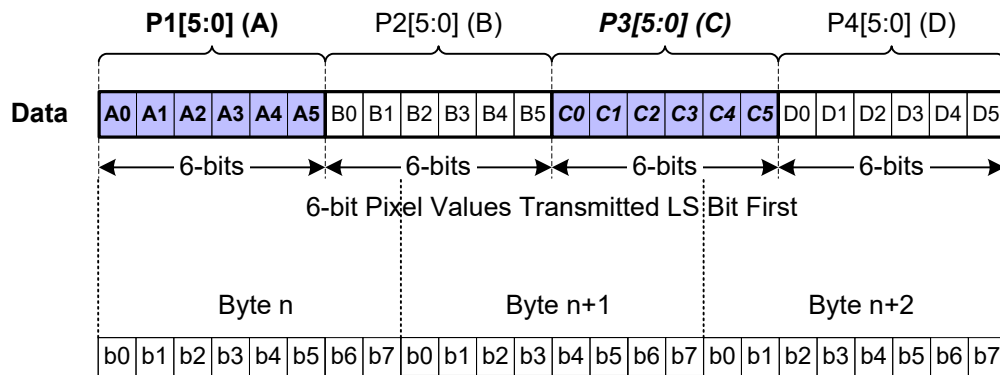 P1[5:0] (A) P2[5:0] (B) P3[5:0] (C) P4[5:0] (D)
Data A0 A1 A2 A3 A4 A5 B0 B1 B2 B3 B4 B5 C0 C1 C2 C3 C4 C5 D0 D1 D2 D3 D4 D5
6-bits 6-bits 6-bits 6-bits
6-bit Pixel Values Transmitted LS Bit First
Byte n Byte n+1 Byte n+2
b0 b1 b2 b3 b4 b5 b6 b7 b0 b1 b2 b3 b4 b5 b6 b7 b0 b1 b2 b3 b4 b5 b6 b7